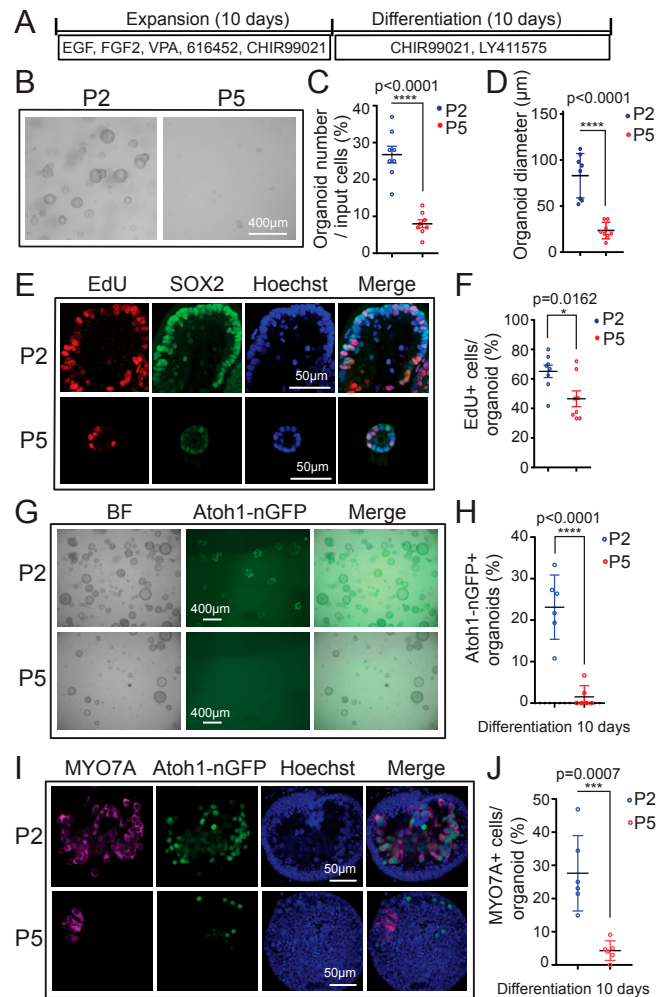 A
Expansion (10 days) Differentiation (10 days)
EGF, FGF2, VPA, 616452, CHIR99021 CHIR99021, LY411575
B
P2 P5
400μm
C
p<0.0001
****
P2
P5
Organoid number
/ input cells (%)
40
30
20
10
0
D
p<0.0001
****
P2
P5
Organoid diameter (μm)
150
100
50
0
E
EdU SOX2 Hoechst Merge
P2
50μm
P5
50μm
F
p=0.0162
*
P2
P5
EdU+ cells/
organoid (%)
100
80
60
40
20
0
G
BF Atoh1-nGFP Merge
P2
400μm
P5
400μm
H
p<0.0001
****
P2
P5
Atoh1-nGFP+
organoids (%)
40
30
20
10
0
Differentiation 10 days
I
MYO7A Atoh1-nGFP Hoechst Merge
P2
50μm
P5
50μm
J
p=0.0007
***
P2
P5
MYO7A+ cells/
organoid (%)
50
40
30
20
10
0
Differentiation 10 days